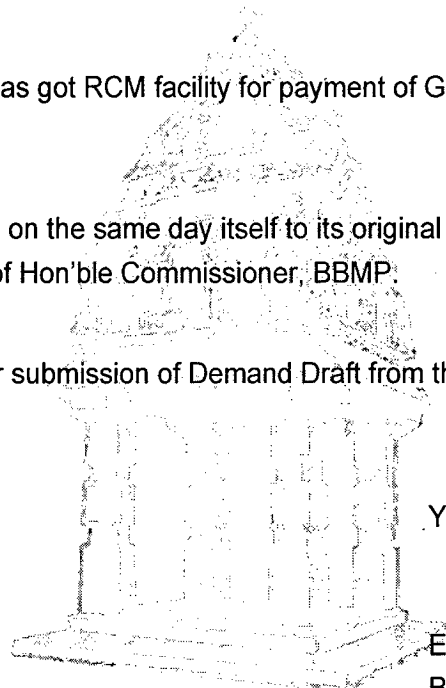 as got RCM facility for payment of G
on the same day itself to its original
of Hon'ble Commissioner, BBMP.
r submission of Demand Draft from th
Y
E